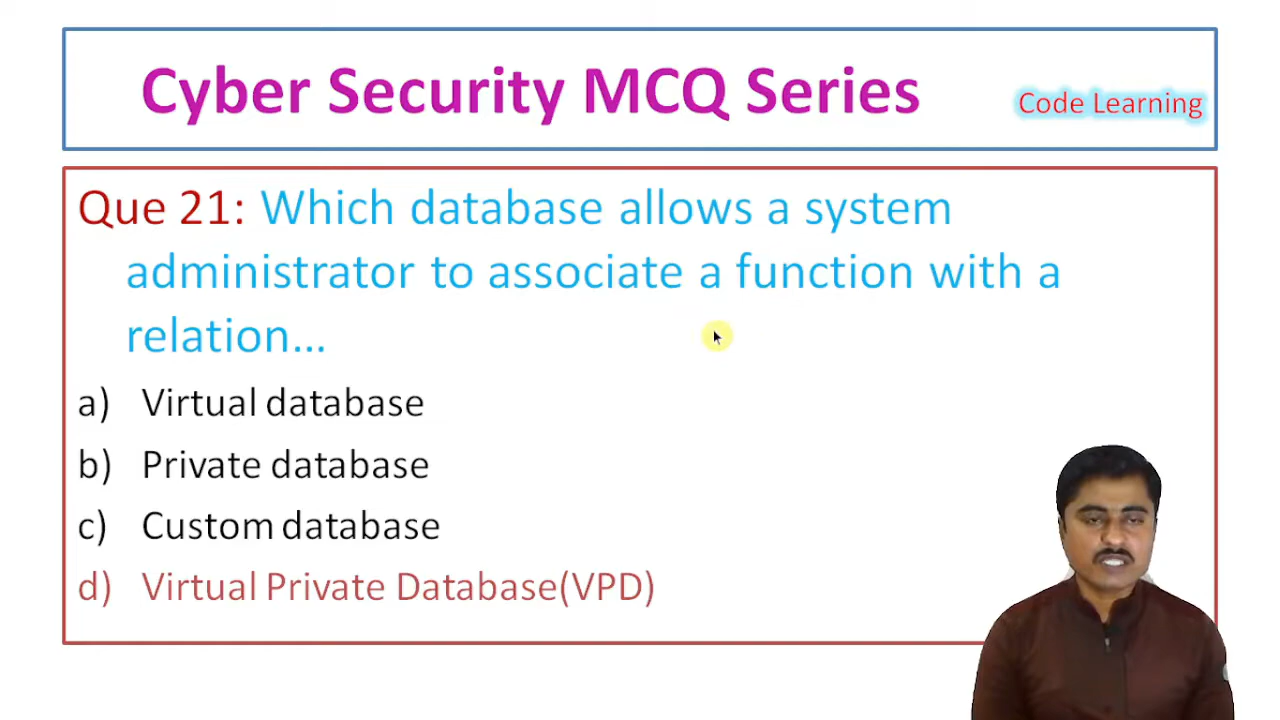 Cyber Security MCQ Series
Code Learning
Que 21: Which database allows a system
administrator to associate a function with a
relation...
a) Virtual database
b) Private database
c) Custom database
d) Virtual Private Database(VPD)